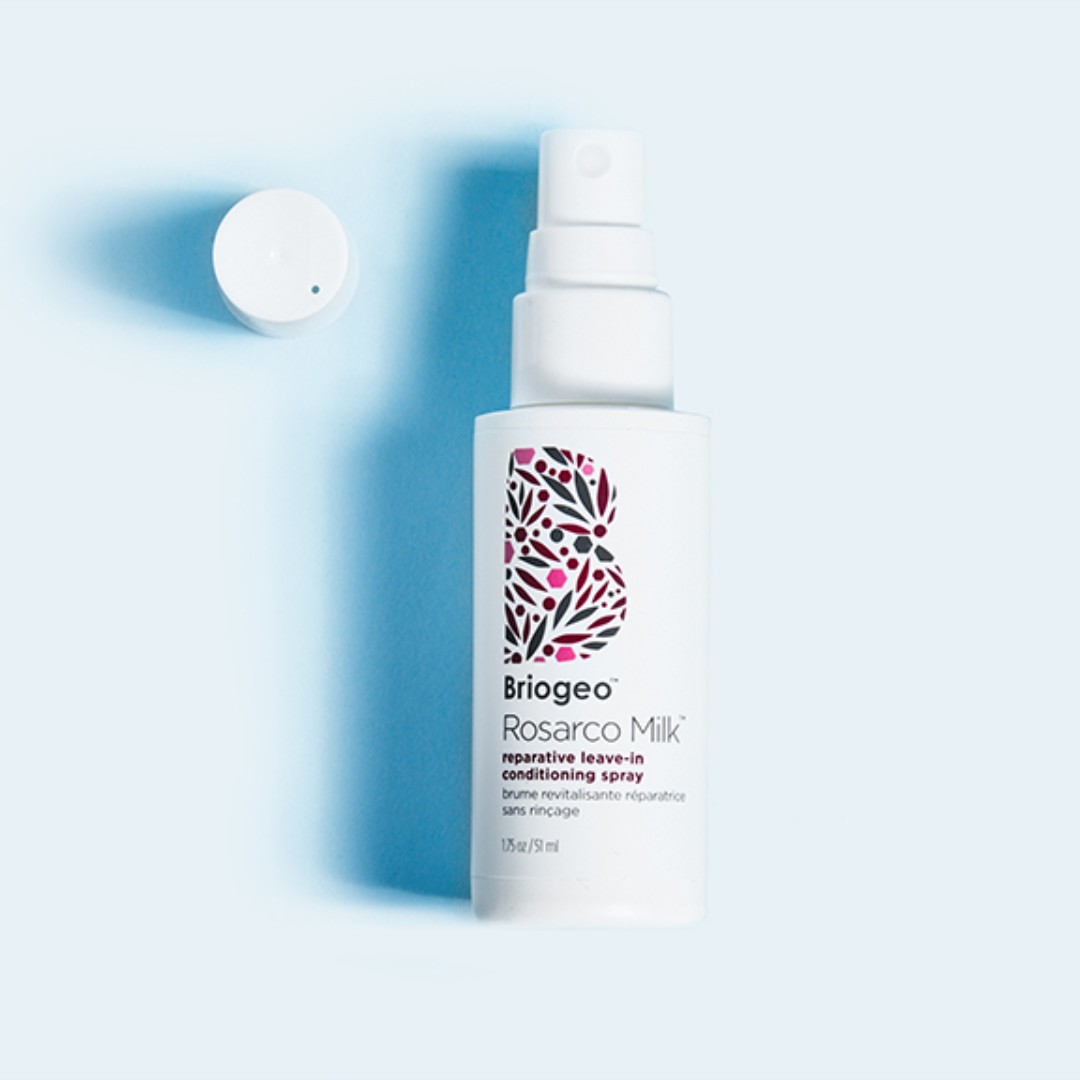 B
Briogeo™
Rosarco Milk™
reparative leave-in
conditioning spray
brume revitalisante réparatrice
sans rinçage
1.75 oz / 51 ml